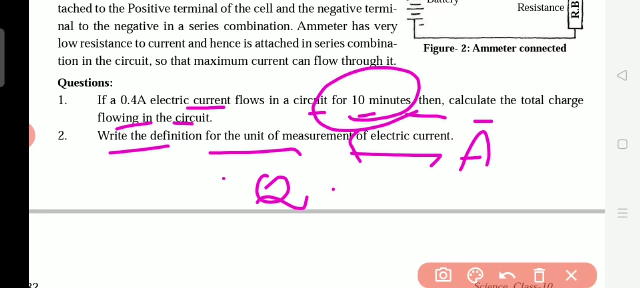 Battery
tached to the Positive terminal of the cell and the negative termi-
Resistance
R.B
nal to the negative in a series combination. Ammeter has very
low resistance to current and hence is attached in series combina-
tion in the circuit, so that maximum current can flow through it.
Figure- 2: Ammeter connected
Questions:
1. If a 0.4A electric current flows in a circuit for 10 minutes, then, calculate the total charge
flowing in the circuit.
2. Write the definition for the unit of measurement of electric current.
A
Q
Science, Class-10